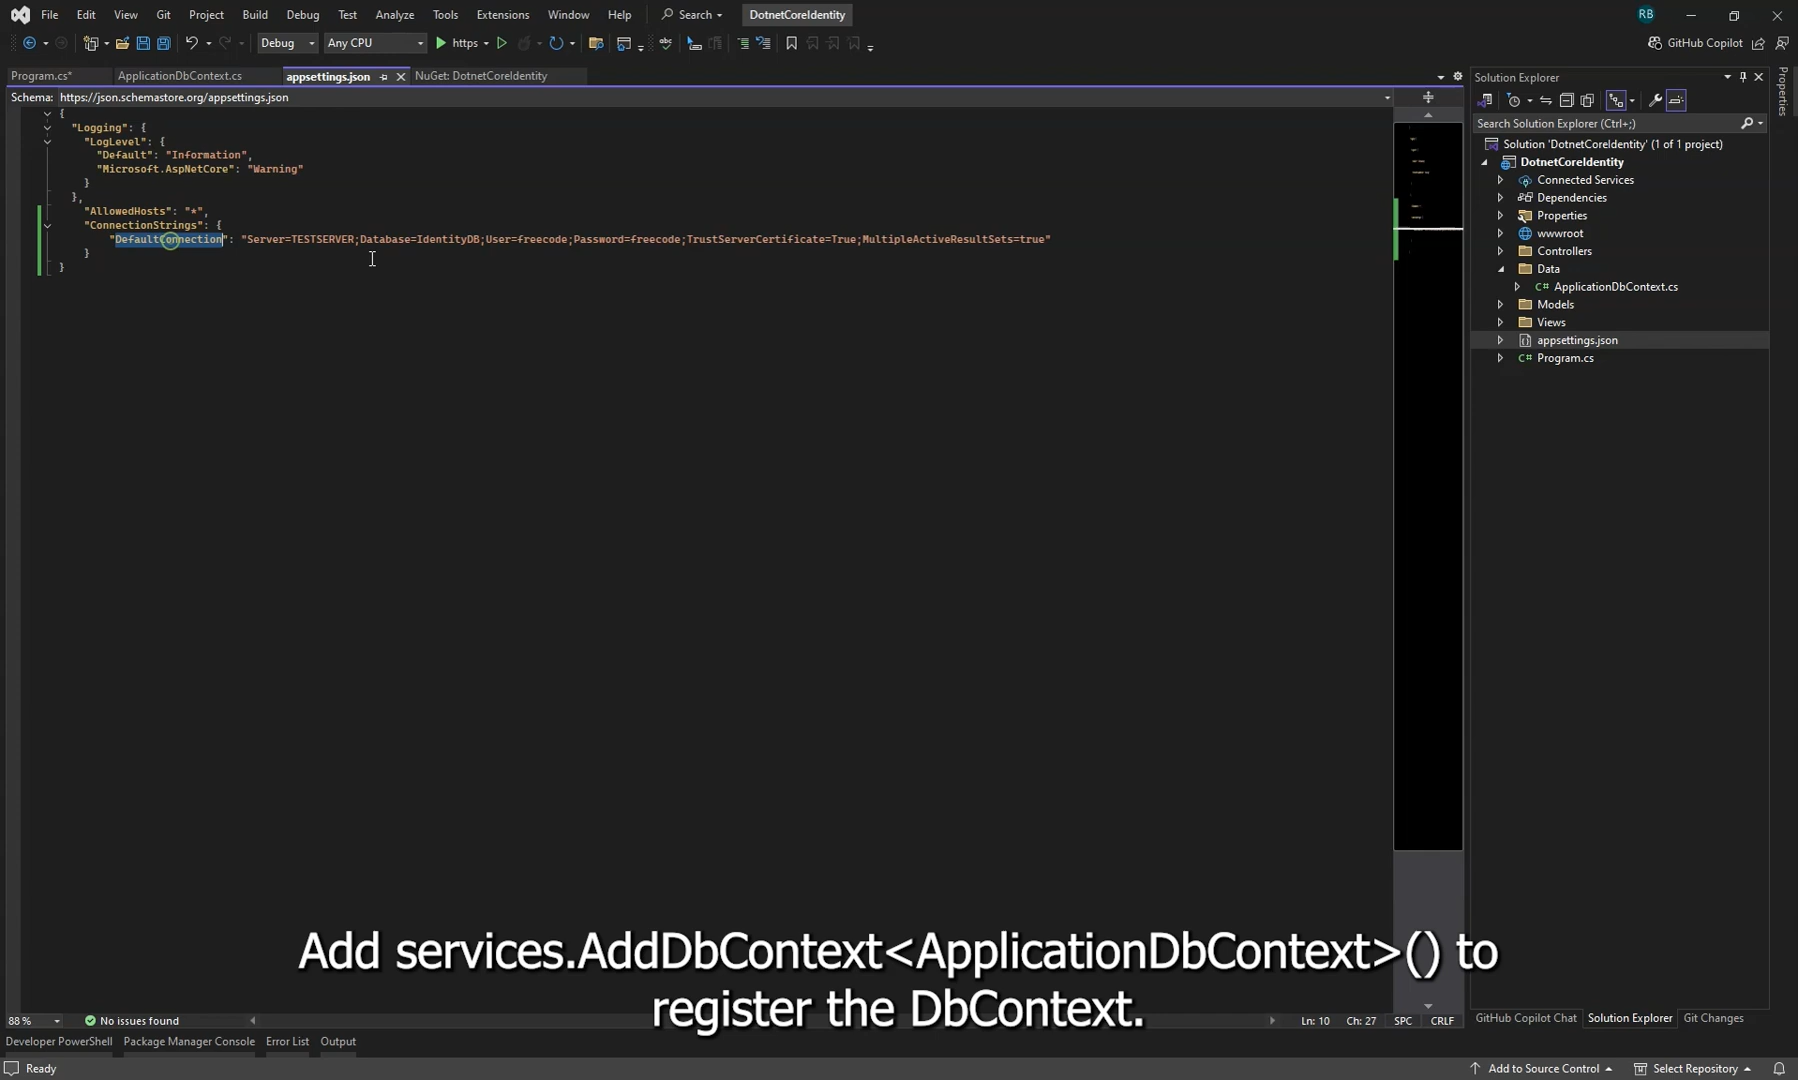 File Edit View Git Project Build Debug Test Analyze Tools Extensions Window Help Search DotnetCoreIdentity RB
Debug Any CPU https GitHub Copilot
Program.cs* ApplicationDbContext.cs appsettings.json NuGet: DotnetCoreIdentity
Schema: https://json.schemastore.org/appsettings.json
{
"Logging": {
"LogLevel": {
"Default": "Information",
"Microsoft.AspNetCore": "Warning"
}
},
"AllowedHosts": "*",
"ConnectionStrings": {
"DefaultConnection": "Server=TESTSERVER;Database=IdentityDB;User=freecode;Password=freecode;TrustServerCertificate=True;MultipleActiveResultSets=true"
}
}
Solution Explorer
Search Solution Explorer (Ctrl+;)
Solution 'DotnetCoreIdentity' (1 of 1 project)
DotnetCoreIdentity
Connected Services
Dependencies
Properties
wwwroot
Controllers
Data
C# ApplicationDbContext.cs
Models
Views
appsettings.json
C# Program.cs
Properties
Add services.AddDbContext<ApplicationDbContext>() to
register the DbContext.
88 % No issues found Ln: 10 Ch: 27 SPC CRLF
GitHub Copilot Chat Solution Explorer Git Changes
Developer PowerShell Package Manager Console Error List Output
Ready Add to Source Control Select Repository